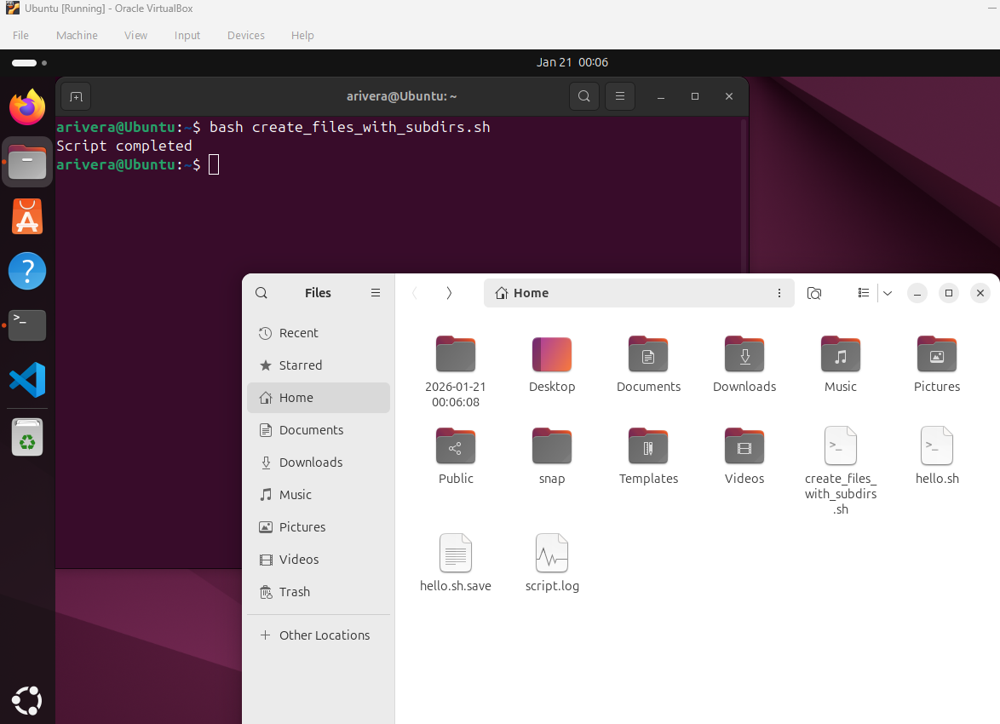 Ubuntu [Running] - Oracle VirtualBox
File Machine View Input Devices Help
Jan 21 00:06
arivera@Ubuntu: ~
arivera@Ubuntu:~$ bash create_files_with_subdirs.sh
Script completed
arivera@Ubuntu:~$
Files
Home
Recent
Starred
Home
Documents
Downloads
Music
Pictures
Videos
Trash
Other Locations
2026-01-21
00:06:08
Desktop
Documents
Downloads
Music
Pictures
Public
snap
Templates
Videos
create_files_
with_subdirs
.sh
hello.sh
hello.sh.save
script.log